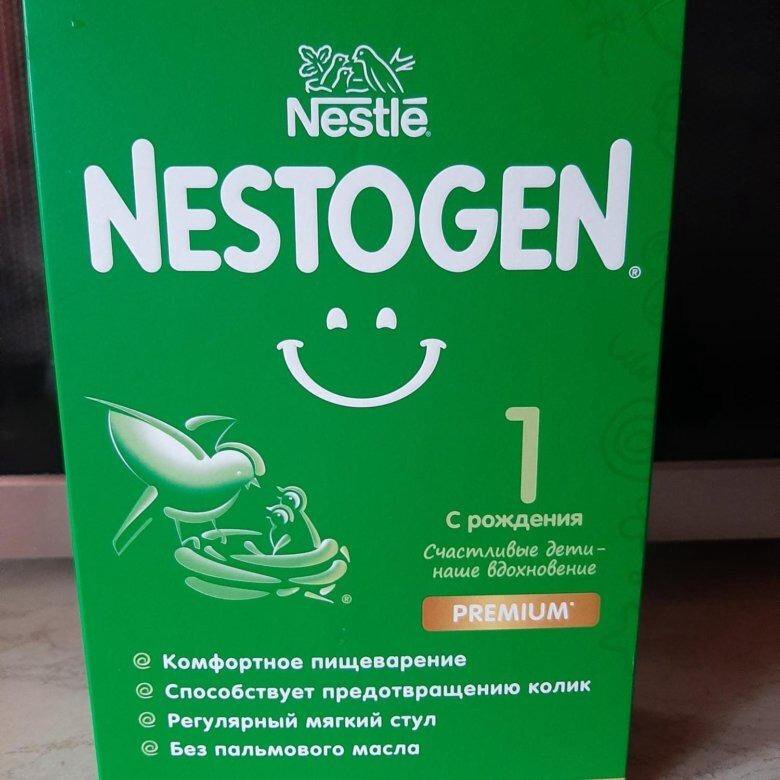 Nestlé
NESTOGEN®
1
С рождения
Счастливые дети –
наше вдохновение
PREMIUM*
Комфортное пищеварение
Способствует предотвращению колик
Регулярный мягкий стул
Без пальмового масла